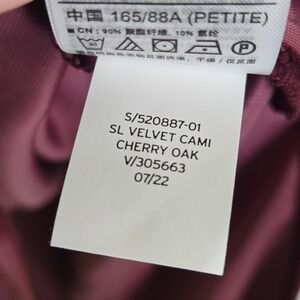 中国 165/88A (PETITE)
■ CN: 90% 聚酯纤维, 10% 氨纶
30
S/520887-01
SL VELVET CAMI
CHERRY OAK
V/305663
07/22